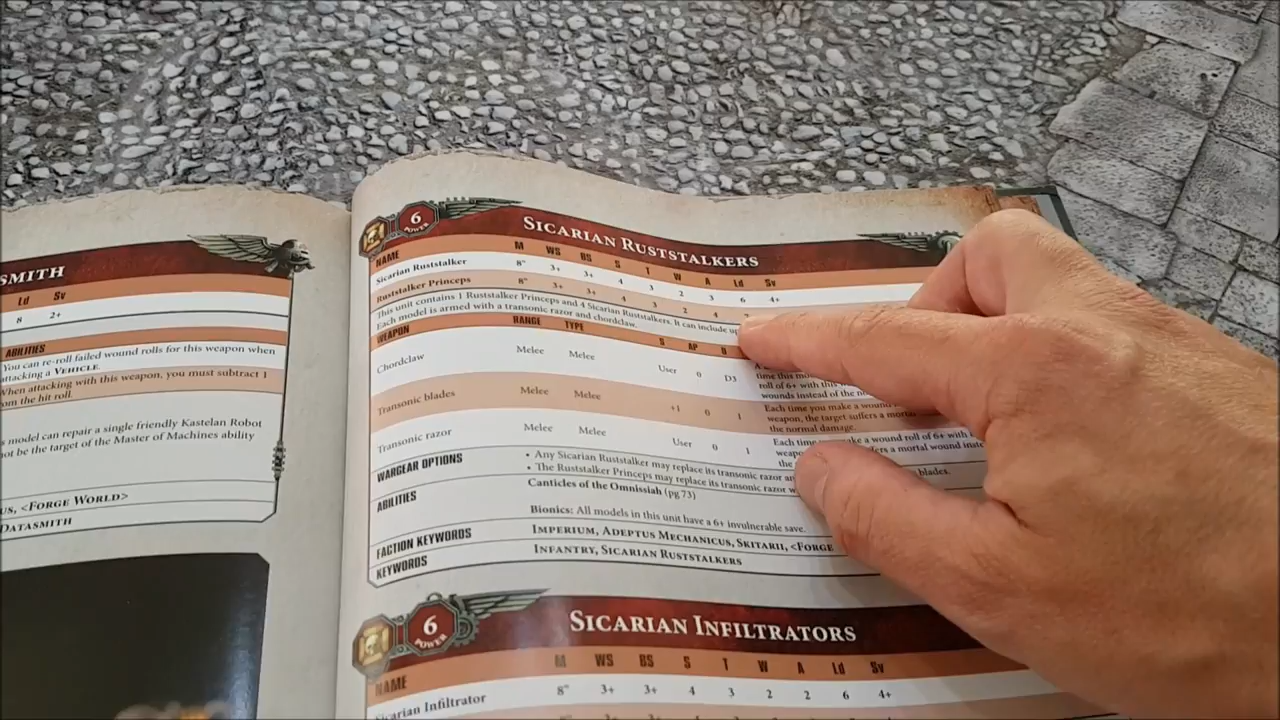 SMITH
Ld Sv
8 2+
ABILITIES
You can re-roll failed wound rolls for this weapon when
attacking a VEHICLE.
When attacking with this weapon, you must subtract 1
from the hit roll.
model can repair a single friendly Kastelan Robot
be the target of the Master of Machines ability
<FORGE WORLD>
DATASMITH
6
POWER
SICARIAN RUSTSTALKERS
NAME M WS BS S T W A Ld Sv
Sicarian Ruststalker 8" 3+ 3+ 4 3 2 3 6 4+
Ruststalker Princeps 8" 3+ 3+ 4 3 2 4
This unit contains 1 Ruststalker Princeps and 4 Sicarian Ruststalkers. It can include up
Each model is armed with a transonic razor and chordclaw.
WEAPON RANGE TYPE S AP D
Chordclaw Melee Melee User 0 D3
time this
roll of 6+ with this
wounds instead of the
Transonic blades Melee Melee +1 0 1 Each time you make a wound
weapon, the target suffers a mortal
the normal damage.
Transonic razor Melee Melee User 0 1 Each time make a wound roll of 6+ with
a mortal wound
WARGEAR OPTIONS • Any Sicarian Ruststalker may replace its transonic razor blades.
• The Ruststalker Princeps may replace its transonic razor
ABILITIES Canticles of the Omnissiah (pg 73)
Bionics: All models in this unit have a 6+ invulnerable save.
FACTION KEYWORDS IMPERIUM, ADEPTUS MECHANICUS, SKITARII, <FORGE
KEYWORDS INFANTRY, SICARIAN RUSTSTALKERS
6
POWER
SICARIAN INFILTRATORS
NAME M WS BS S T W A Ld Sv
Sicarian Infiltrator 8" 3+ 3+ 4 3 2 2 6 4+